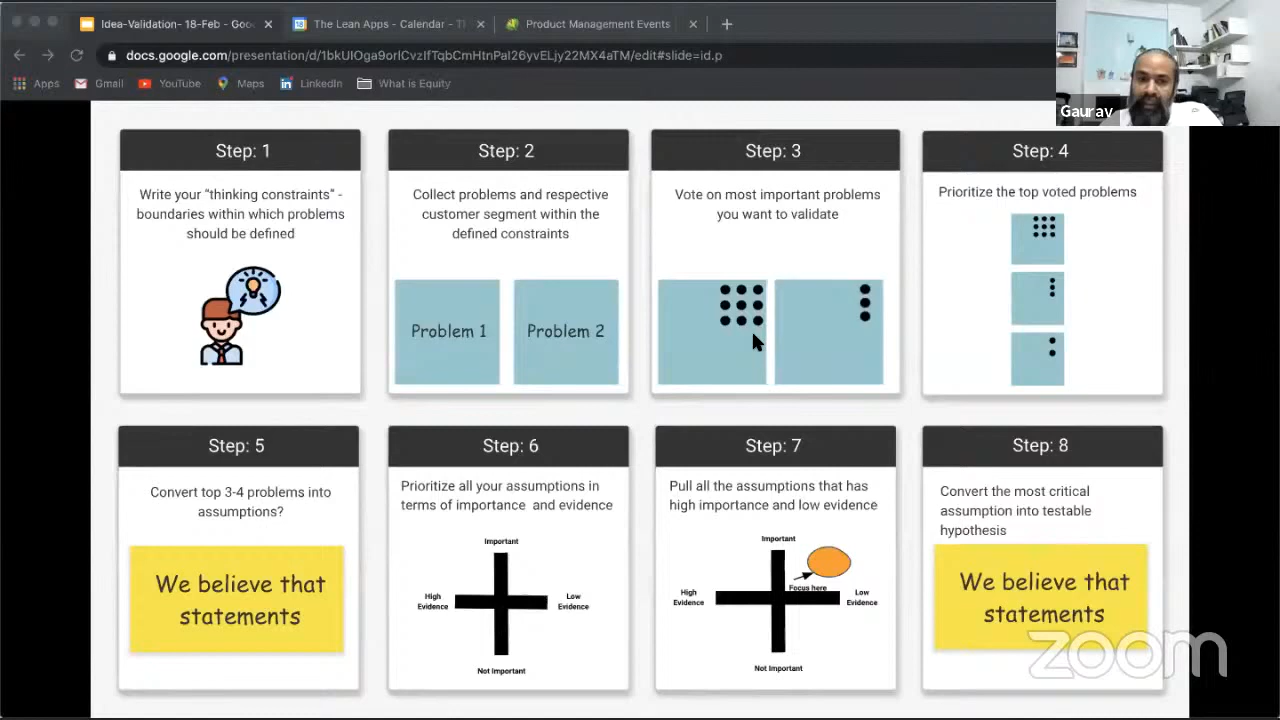 Idea-Validation- 18-Feb - Goo
The Lean Apps - Calendar - Th
Product Management Events
docs.google.com/presentation/d/
/edit#slide=id.p
Apps
Gmail
YouTube
Maps
LinkedIn
What is Equity
Gaurav
Step: 1
Write your “thinking constraints” -
boundaries within which problems
should be defined
Step: 2
Collect problems and respective
customer segment within the
defined constraints
Problem 1
Problem 2
Step: 3
Vote on most important problems
you want to validate
Step: 4
Prioritize the top voted problems
Step: 5
Convert top 3-4 problems into
assumptions?
We believe that
statements
Step: 6
Prioritize all your assumptions in
terms of importance and evidence
Important
High
Evidence
Low
Evidence
Not Important
Step: 7
Pull all the assumptions that has
high importance and low evidence
Important
Focus here
High
Evidence
Low
Evidence
Not Important
Step: 8
Convert the most critical
assumption into testable
hypothesis
We believe that
statements
zoom